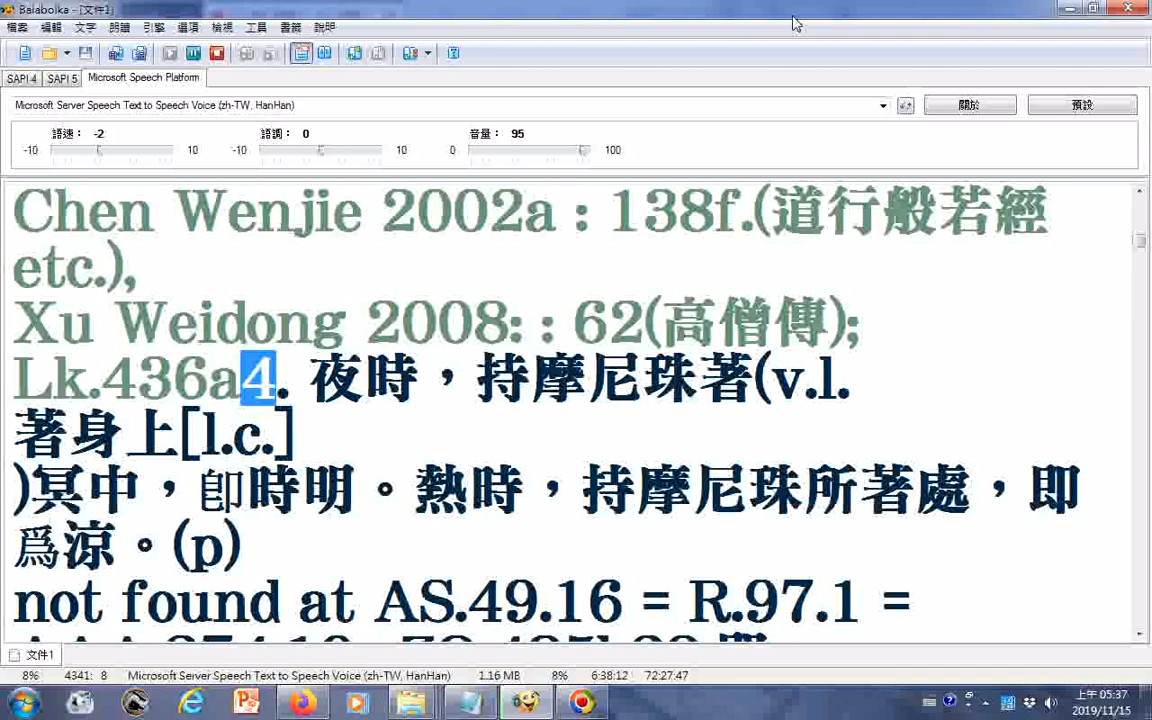 Balabolka - [文件1]
檔案 編輯 文字 朗讀 引擎 選項 檢視 工具 書籤 說明
SAPI 4 SAPI 5 Microsoft Speech Platform
Microsoft Server Speech Text to Speech Voice (zh-TW, HanHan) 關於 預設
語速： -2 語調： 0 音量： 95
-10 10 -10 10 0 100
Chen Wenjie 2002a : 138f.(道行般若經
etc.),
Xu Weidong 2008: : 62(高僧傳);
Lk.436a4. 夜時，持摩尼珠著(v.l.
著身上[l.c.]
)冥中，卽時明。熱時，持摩尼珠所著處，即
爲涼。(p)
not found at AS.49.16 = R.97.1 =
文件1
8% 4341: 8 Microsoft Server Speech Text to Speech Voice (zh-TW, HanHan) 1.16 MB 8% 6:38:12 72:27:47
上午 05:37
2019/11/15